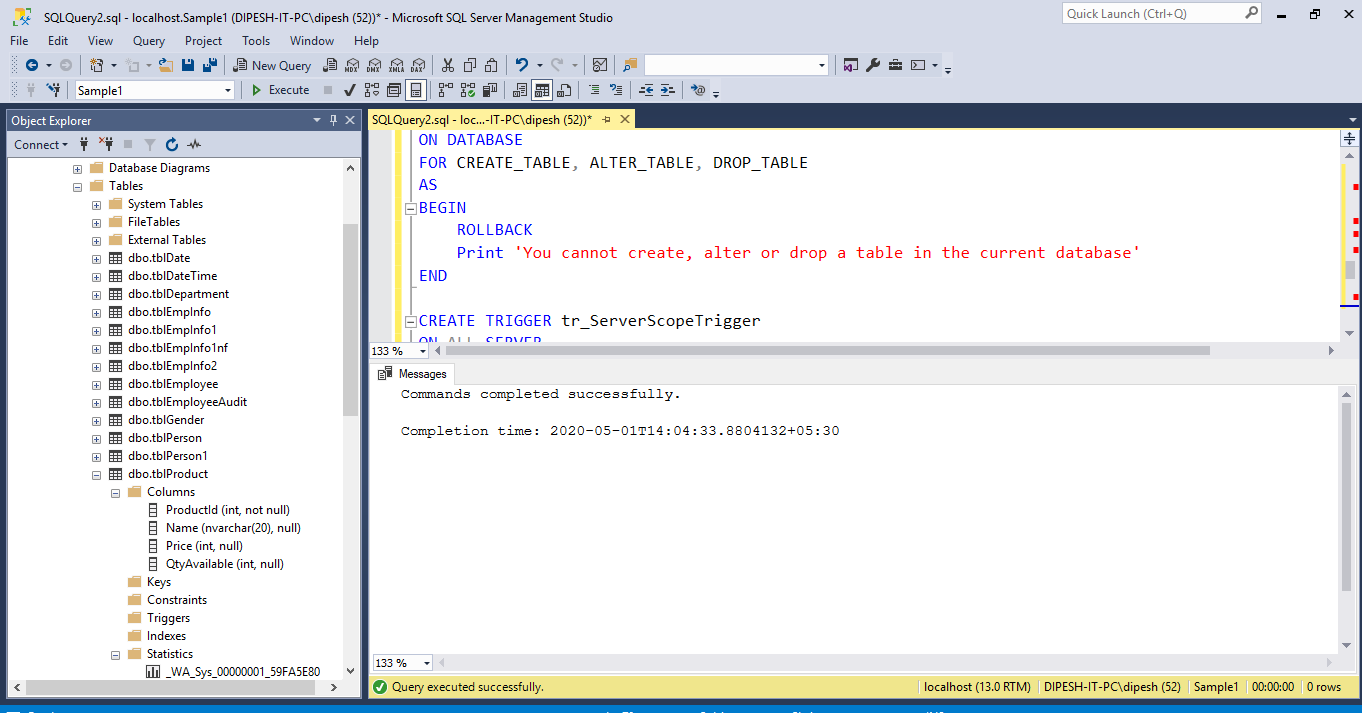 SQLQuery2.sql - localhost.Sample1 (DIPESH-IT-PC\dipesh (52))* - Microsoft SQL Server Management Studio
Quick Launch (Ctrl+Q)
File Edit View Query Project Tools Window Help
New Query
MDX DMX XMLA DAX
Sample1
Execute
Object Explorer
Connect
Database Diagrams
Tables
System Tables
FileTables
External Tables
dbo.tblDate
dbo.tblDateTime
dbo.tblDepartment
dbo.tblEmpInfo
dbo.tblEmpInfo1
dbo.tblEmpInfo1nf
dbo.tblEmpInfo2
dbo.tblEmployee
dbo.tblEmployeeAudit
dbo.tblGender
dbo.tblPerson
dbo.tblPerson1
dbo.tblProduct
Columns
ProductId (int, not null)
Name (nvarchar(20), null)
Price (int, null)
QtyAvailable (int, null)
Keys
Constraints
Triggers
Indexes
Statistics
_WA_Sys_00000001_59FA5E80
SQLQuery2.sql - loc...-IT-PC\dipesh (52))*
ON DATABASE
FOR CREATE_TABLE, ALTER_TABLE, DROP_TABLE
AS
BEGIN
ROLLBACK
Print 'You cannot create, alter or drop a table in the current database'
END
CREATE TRIGGER tr_ServerScopeTrigger
ON ALL SERVER
133 %
Messages
Commands completed successfully.
Completion time: 2020-05-01T14:04:33.8804132+05:30
133 %
Query executed successfully.
localhost (13.0 RTM)
DIPESH-IT-PC\dipesh (52)
Sample1
00:00:00
0 rows